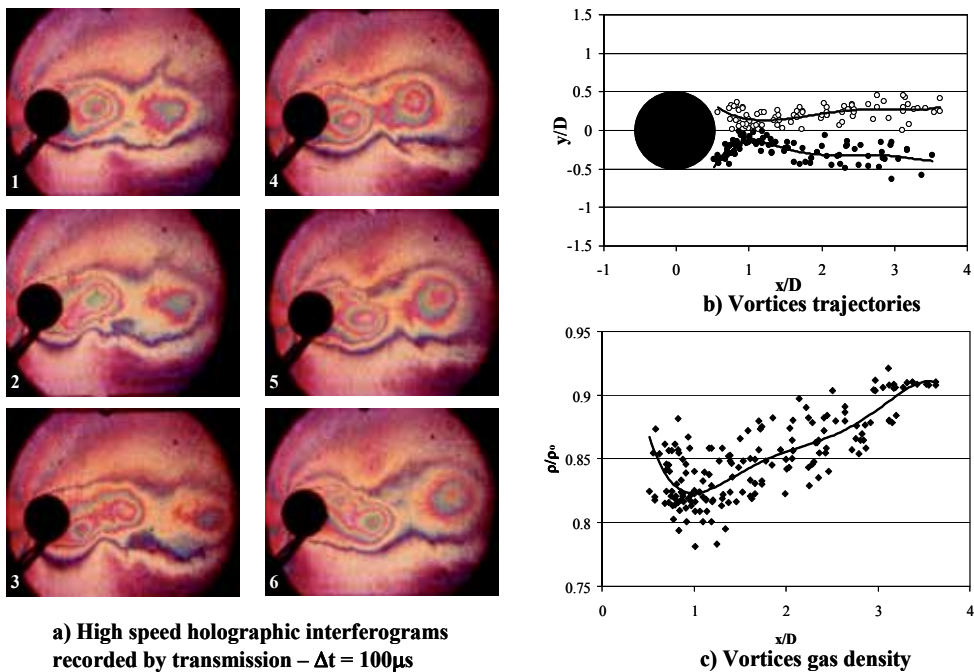 1
4
2
5
3
6
a) High speed holographic interferograms
recorded by transmission – Δt = 100µs
1.5
1
0.5
0
-0.5
-1
-1.5
y/D
-1 0 1 2 3 4
x/D
b) Vortices trajectories
0.95
0.9
0.85
0.8
0.75
ρ/ρ₀
0 1 2 3 4
x/D
c) Vortices gas density